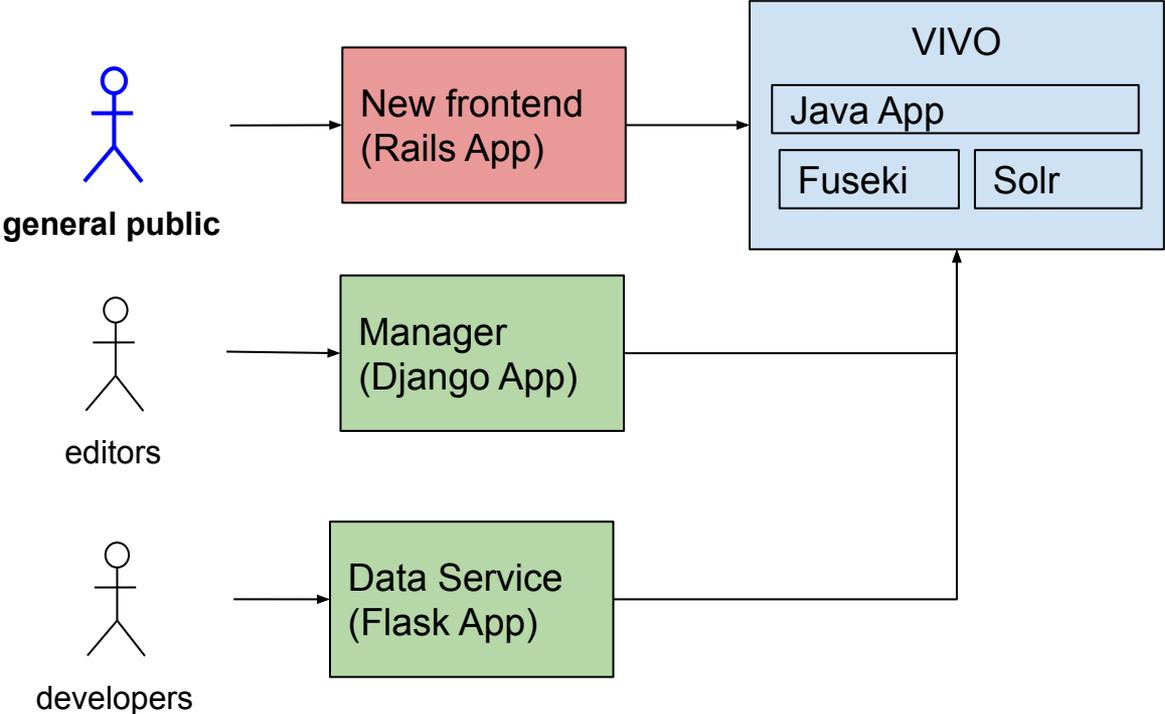 VIVO
New frontend
(Rails App)
Java App
Fuseki
Solr
general public
Manager
(Django App)
editors
Data Service
(Flask App)
developers